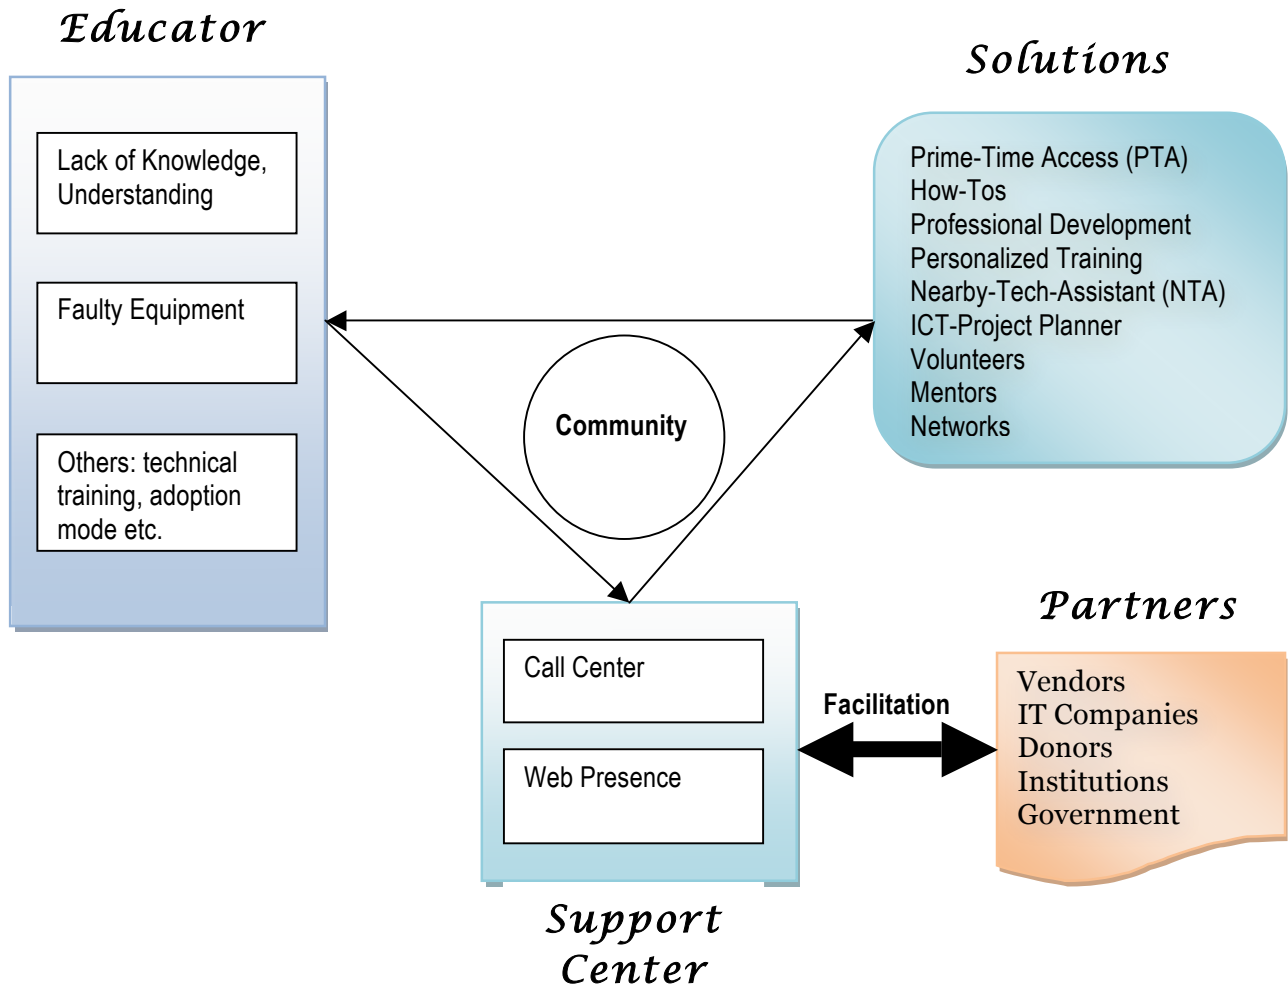 Educator
Lack of Knowledge,
Understanding
Faulty Equipment
Others: technical
training, adoption
mode etc.
Solutions
Prime-Time Access (PTA)
How-Tos
Professional Development
Personalized Training
Nearby-Tech-Assistant (NTA)
ICT-Project Planner
Volunteers
Mentors
Networks
Community
Call Center
Web Presence
Support
Center
Facilitation
Partners
Vendors
IT Companies
Donors
Institutions
Government